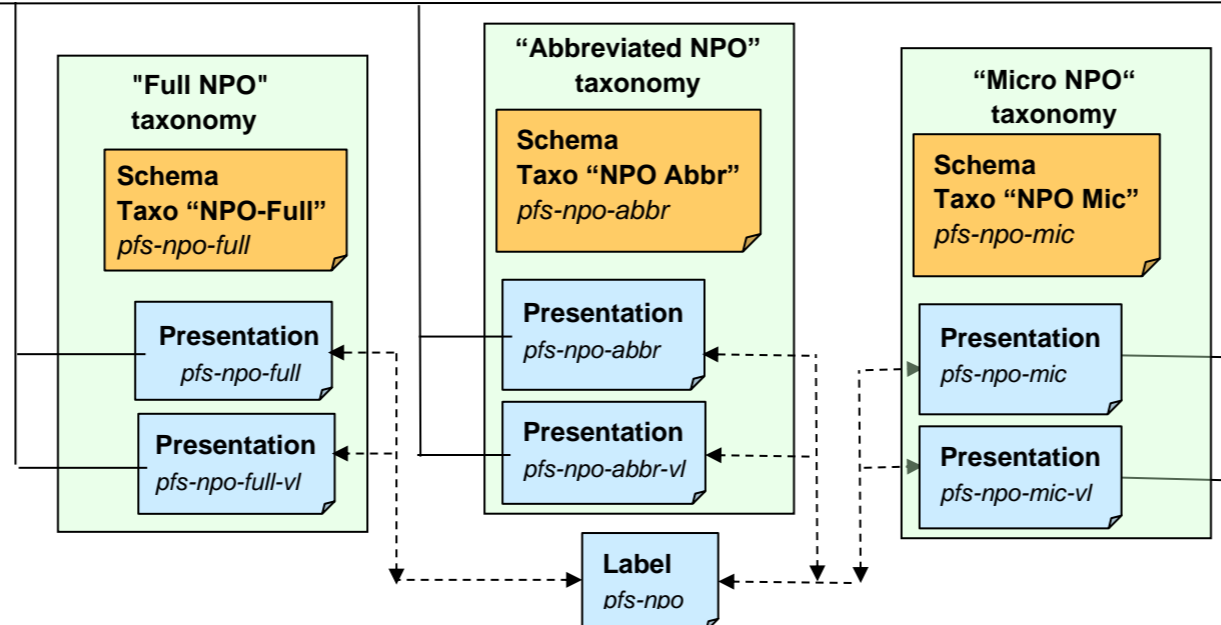 "Full NPO"
taxonomy
Schema
Taxo “NPO-Full”
pfs-npo-full
Presentation
pfs-npo-full
Presentation
pfs-npo-full-vl
“Abbreviated NPO”
taxonomy
Schema
Taxo “NPO Abbr”
pfs-npo-abbr
Presentation
pfs-npo-abbr
Presentation
pfs-npo-abbr-vl
“Micro NPO“
taxonomy
Schema
Taxo “NPO Mic”
pfs-npo-mic
Presentation
pfs-npo-mic
Presentation
pfs-npo-mic-vl
Label
pfs-npo